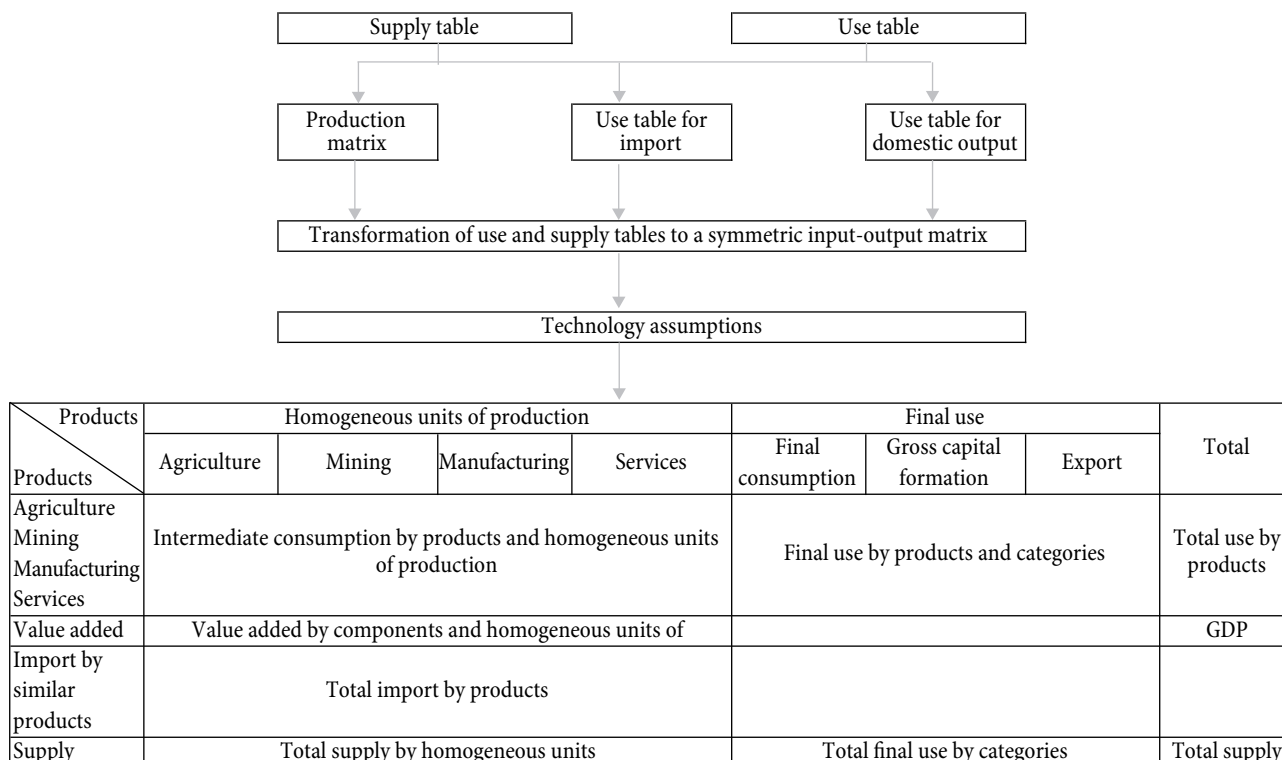 Supply table
Use table
Production
matrix
Use table for
import
Use table for
domestic output
Transformation of use and supply tables to a symmetric input-output matrix
Technology assumptions
Products
Products
Homogeneous units of production
Final use
Total
Agriculture
Mining
Manufacturing
Services
Final
consumption
Gross capital
formation
Export
Agriculture
Mining
Manufacturing
Services
Intermediate consumption by products and homogeneous units
of production
Final use by products and categories
Total use by
products
Value added
Value added by components and homogeneous units of
GDP
Import by
similar
products
Total import by products
Supply
Total supply by homogeneous units
Total final use by categories
Total supply